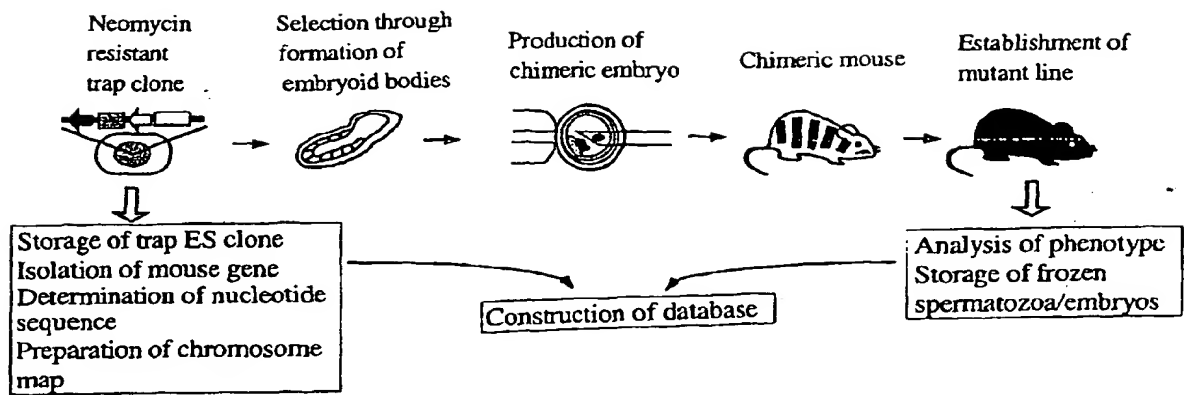 Neomycin
resistant
trap clone
Selection through
formation of
embryoid bodies
Production of
chimeric embryo
Chimeric mouse
Establishment of
mutant line
Storage of trap ES clone
Isolation of mouse gene
Determination of nucleotide
sequence
Preparation of chromosome
map
Construction of database
Analysis of phenotype
Storage of frozen
spermatozoa/embryos